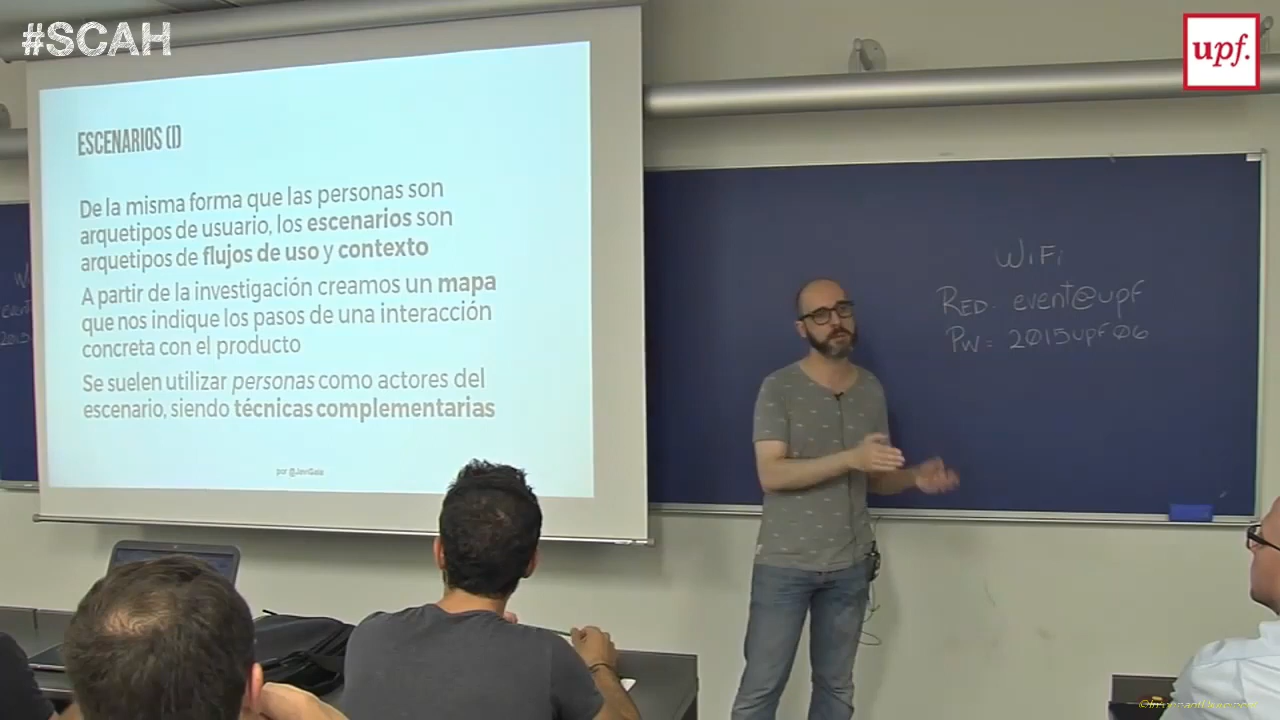 #SCAH
upf.
ESCENARIOS (I)
De la misma forma que las personas son
arquetipos de usuario, los escenarios son
arquetipos de flujos de uso y contexto
A partir de la investigación creamos un mapa
que nos indique los pasos de una interacción
concreta con el producto
Se suelen utilizar personas como actores del
escenario, siendo técnicas complementarias
por
WiFi
RED- event@upf
PW: 2015upf06